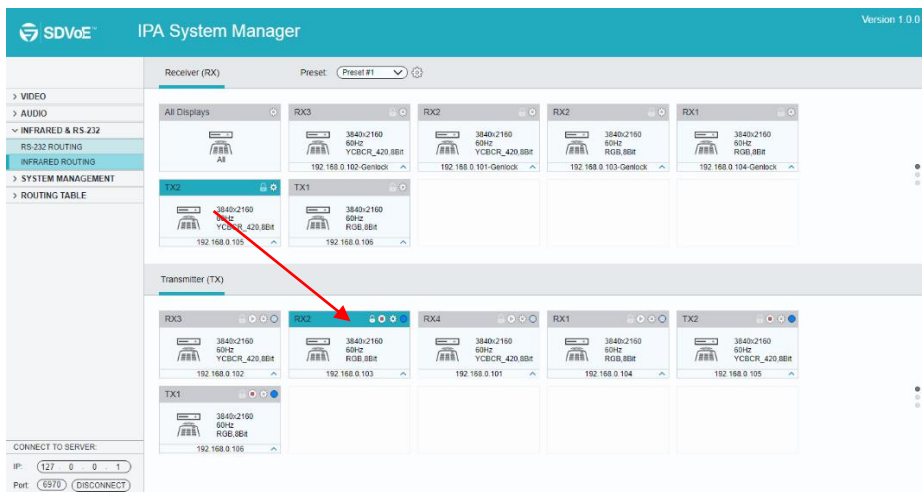 SDVoE™ IPA System Manager Version 1.0.0
Receiver (RX) Preset: Preset #1
> VIDEO
> AUDIO
INFRARED & RS-232
RS-232 ROUTING
INFRARED ROUTING
> SYSTEM MANAGEMENT
> ROUTING TABLE
All Displays
All
RX3
3840x2160
60Hz
YCBCR_420,8Bit
192.168.0.102-Genlock
RX2
3840x2160
60Hz
YCBCR_420,8Bit
192.168.0.101-Genlock
RX2
3840x2160
60Hz
RGB,8Bit
192.168.0.103-Genlock
RX1
3840x2160
60Hz
RGB,8Bit
192.168.0.104-Genlock
TX2
3840x2160
60Hz
YCBCR_420,8Bit
192.168.0.105
TX1
3840x2160
60Hz
RGB,8Bit
192.168.0.106
Transmitter (TX)
RX3
3840x2160
60Hz
YCBCR_420,8Bit
192.168.0.102
RX2
3840x2160
60Hz
RGB,8Bit
192.168.0.103
RX4
3840x2160
60Hz
YCBCR_420,8Bit
192.168.0.101
RX1
3840x2160
60Hz
RGB,8Bit
192.168.0.104
TX2
3840x2160
60Hz
YCBCR_420,8Bit
192.168.0.105
TX1
3840x2160
60Hz
RGB,8Bit
192.168.0.106
CONNECT TO SERVER:
IP: 127 . 0 . 0 . 1
Port: 6970 DISCONNECT